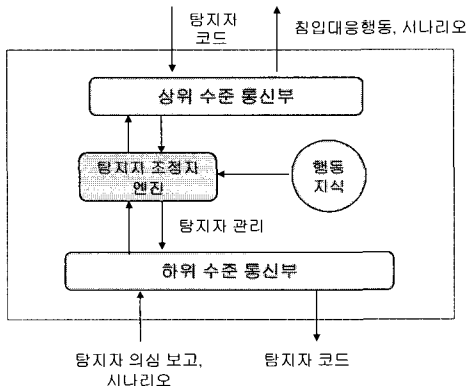 탐지자
코드
침입대응행동, 시나리오
상위 수준 통신부
탐지자 조정자
엔진
행동
지식
탐지자 관리
하위 수준 통신부
탐지자 의심 보고,
시나리오
탐지자 코드